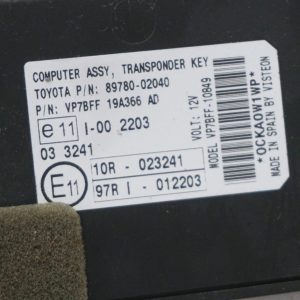 COMPUTER ASSY, TRANSPONDER KEY
TOYOTA P/N: 89780-02040
P/N: VP7BFF 19A366 AD
e 11 I-00 2203
03 3241
E11
10R - 023241
97R I - 012203
VOLT: 12V
MODEL VP7BFF-10849
*OCKA0W1WP*
MADE IN SPAIN BY VISTEON